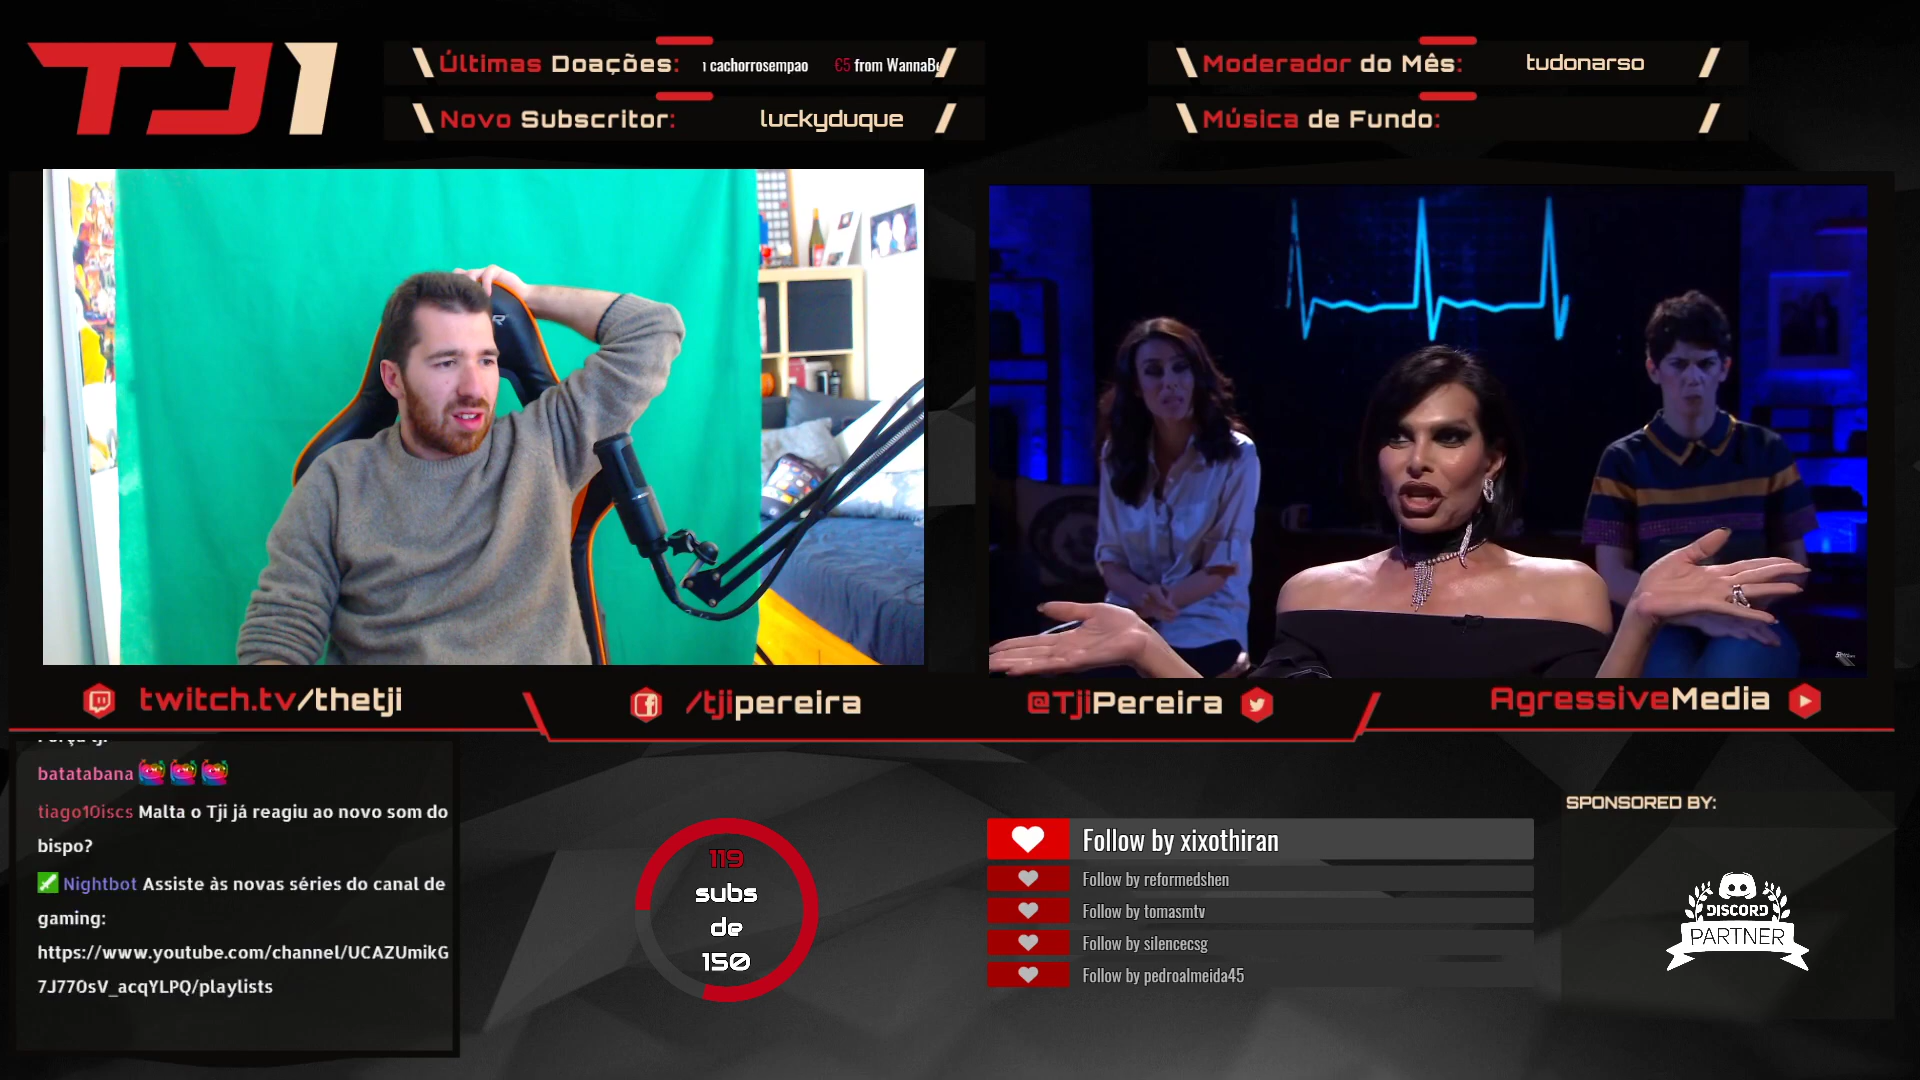 TJI
Últimas Doações: cachorrosempao €5 from WannaBe
Novo Subscritor: luckyduque
Moderador do Mês: tudonarso
Música de Fundo:
R
twitch.tv/thetji
/tjipereira
@TjiPereira
AgressiveMedia
batatabana
tiago10iscs Malta o Tji já reagiu ao novo som do
bispo?
Nightbot Assiste às novas séries do canal de
gaming:
https://www.youtube.com/channel/UCAZUmikG
7J77OsV_acqYLPQ/playlists
119
subs
de
150
Follow by xixothiran
Follow by reformedshen
Follow by tomasmtv
Follow by silencecsg
Follow by pedroalmeida45
SPONSORED BY:
DISCORD
PARTNER